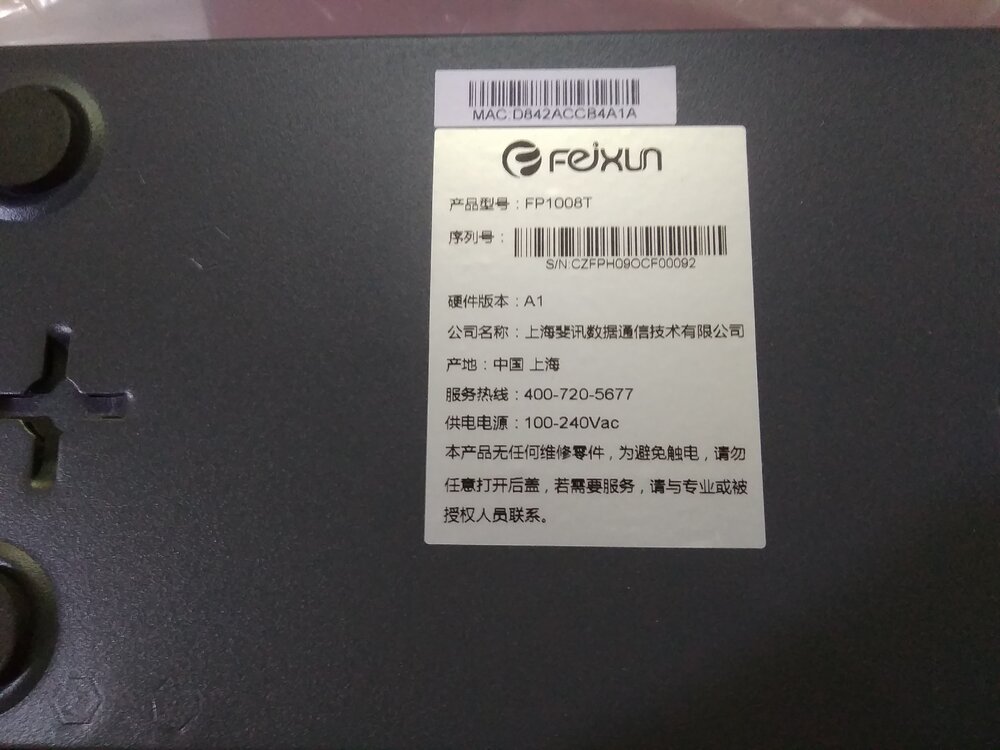 MAC:D842ACCB4A1A
FEIXUN
产品型号：FP1008T
序列号：
S/N:CZFPH09OCF00092
硬件版本：A1
公司名称：上海斐讯数据通信技术有限公司
产地：中国 上海
服务热线：400-720-5677
供电电源：100-240Vac
本产品无任何维修零件，为避免触电，请勿
任意打开后盖，若需要服务，请与专业或被
授权人员联系。